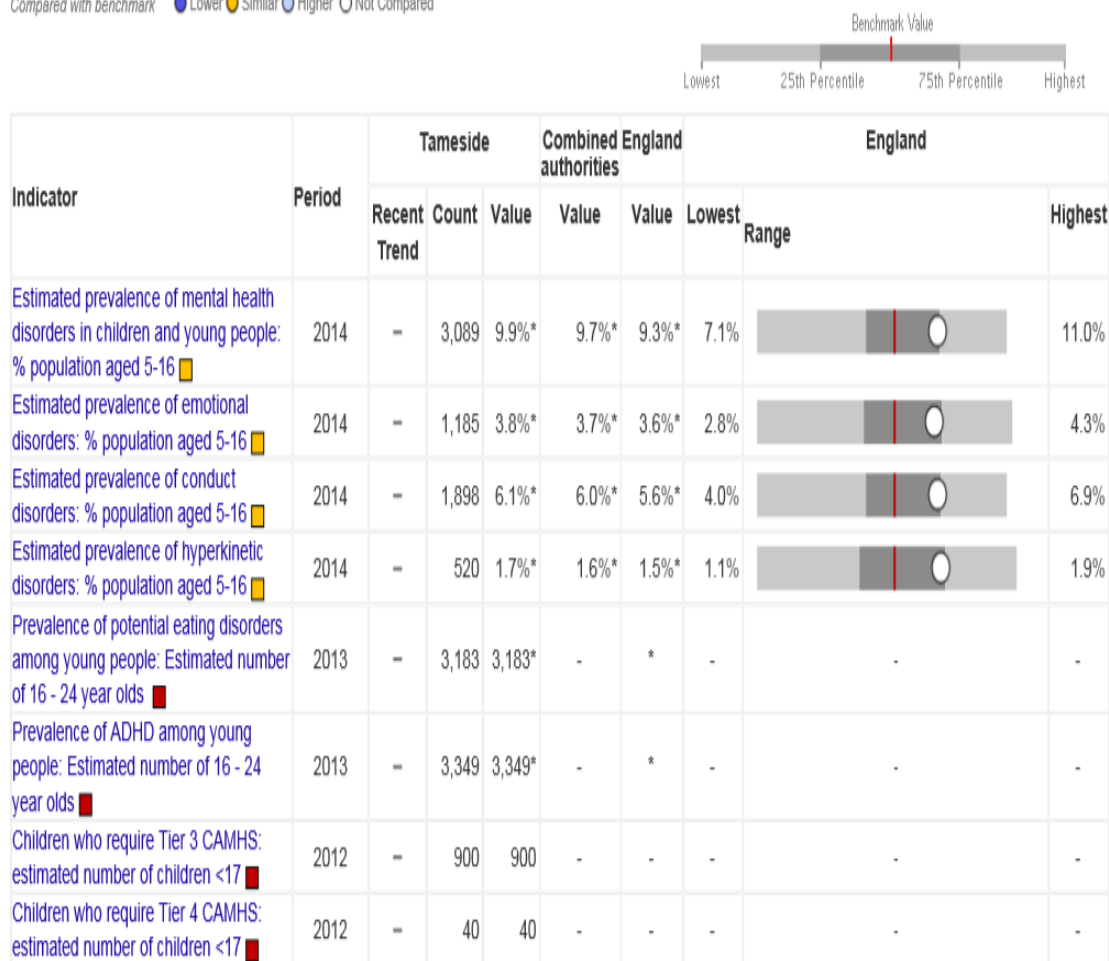 Compared with benchmark Lower Similar Higher Not Compared
Benchmark Value
Lowest 25th Percentile 75th Percentile Highest
Tameside Combined authorities England England
Indicator Period Recent Trend Count Value Value Value Lowest Range Highest
Estimated prevalence of mental health
disorders in children and young people: 2014 - 3,089 9.9%* 9.7%* 9.3%* 7.1% 11.0%
% population aged 5-16
Estimated prevalence of emotional
disorders: % population aged 5-16 2014 - 1,185 3.8%* 3.7%* 3.6%* 2.8% 4.3%
Estimated prevalence of conduct
disorders: % population aged 5-16 2014 - 1,898 6.1%* 6.0%* 5.6%* 4.0% 6.9%
Estimated prevalence of hyperkinetic
disorders: % population aged 5-16 2014 - 520 1.7%* 1.6%* 1.5%* 1.1% 1.9%
Prevalence of potential eating disorders
among young people: Estimated number 2013 - 3,183 3,183* - * - - -
of 16 - 24 year olds
Prevalence of ADHD among young
people: Estimated number of 16 - 24 2013 - 3,349 3,349* - * - - -
year olds
Children who require Tier 3 CAMHS:
estimated number of children <17 2012 - 900 900 - - - - -
Children who require Tier 4 CAMHS:
estimated number of children <17 2012 - 40 40 - - - - -